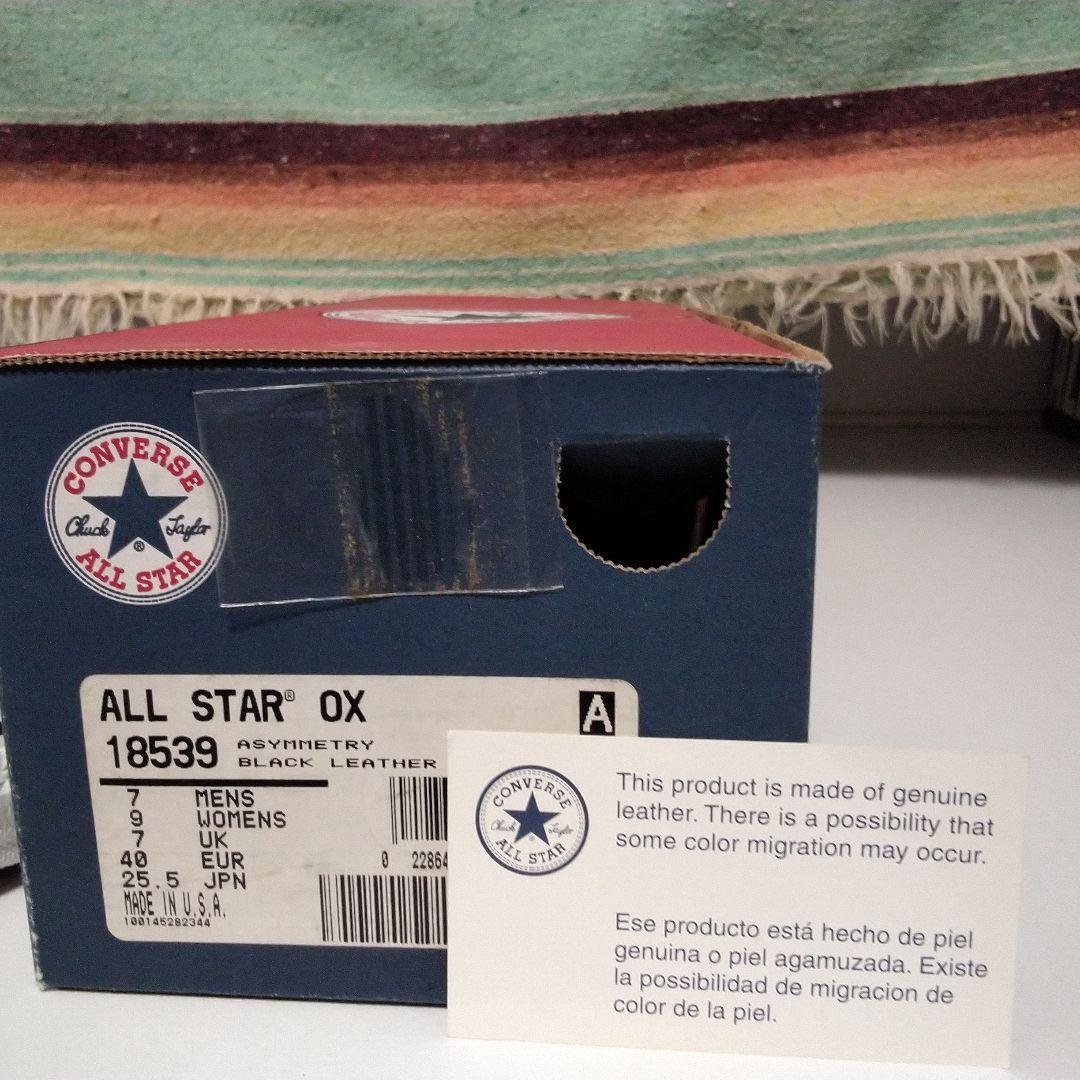 CONVERSE
Chuck Taylor
®
ALL STAR
ALL STAR® OX
A
18539 ASYMMETRY
BLACK LEATHER
7 MENS
9 WOMENS
7 UK
40 EUR
25.5 JPN
MADE IN U.S.A.
100145282344
0 22864
CONVERSE
Chuck Taylor
®
ALL STAR
This product is made of genuine
leather. There is a possibility that
some color migration may occur.
Ese producto está hecho de piel
genuina o piel agamuzada. Existe
la possibilidad de migracion de
color de la piel.